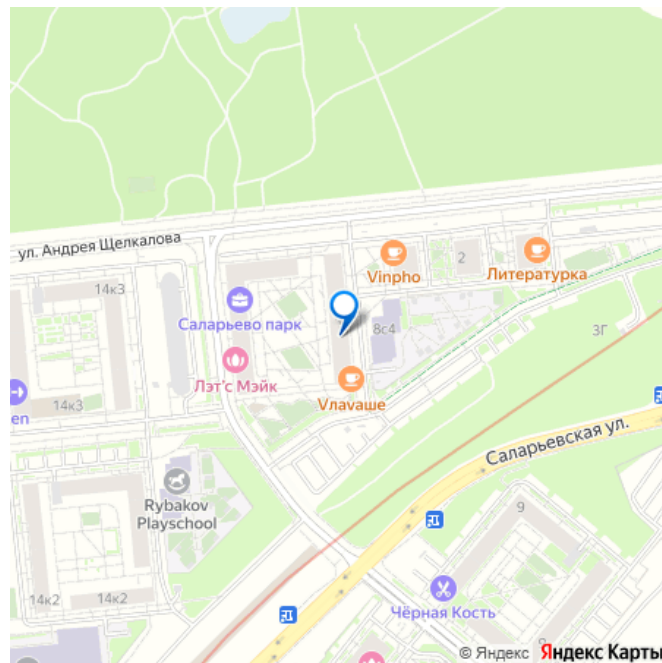 ул. Андрея Щелкалова
Vinpho
2
Литературка
14к3
Саларьево парк
8с4
3Г
Лэт'с Мэйк
Vлаvаше
14к3
en
Саларьевская ул.
Rybakov
Playschool
9
14к2
14к2
Чёрная Кость
© Яндекс Яндекс Карты